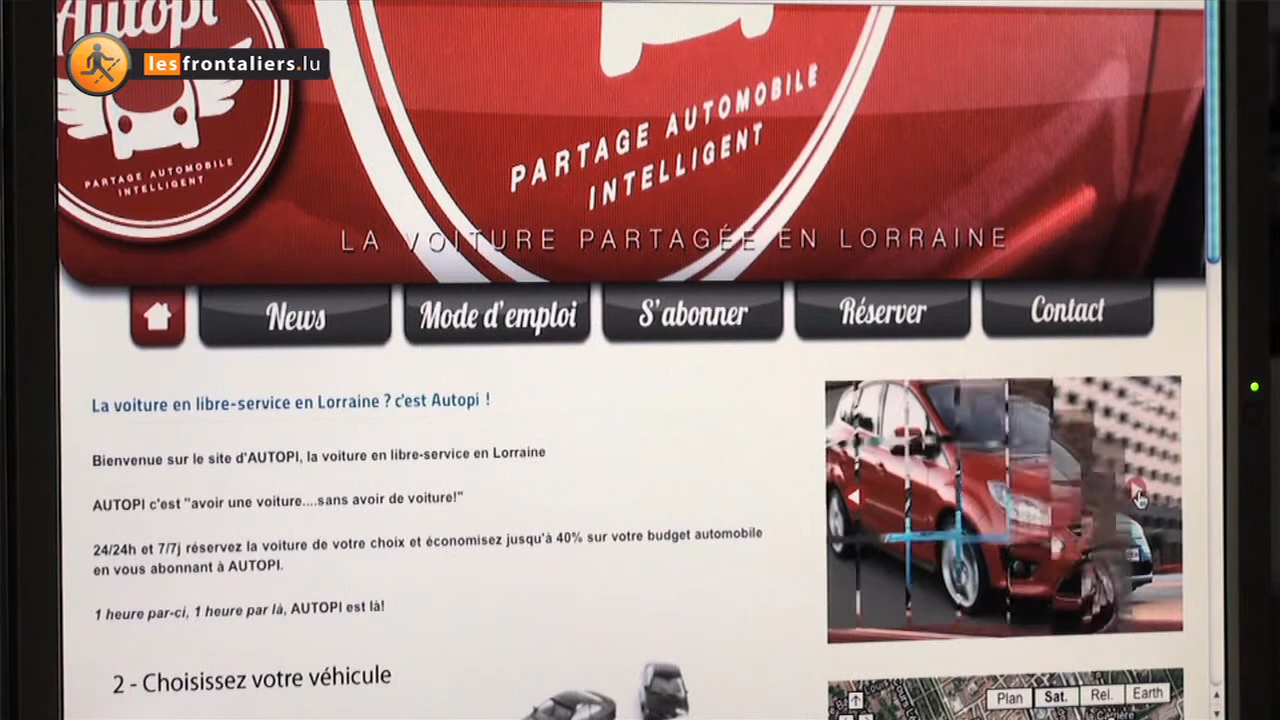 Autopi
lesfrontaliers.lu
PARTAGE AUTOMOBILE
INTELLIGENT
PARTAGE AUTOMOBILE
INTELLIGENT
LA VOITURE PARTAGÉE EN LORRAINE
News
Mode d'emploi
S'abonner
Réserver
Contact
La voiture en libre-service en Lorraine ? c'est Autopi !
Bienvenue sur le site d'AUTOPI, la voiture en libre-service en Lorraine
AUTOPI c'est "avoir une voiture....sans avoir de voiture!"
24/24h et 7/7j réservez la voiture de votre choix et économisez jusqu'à 40% sur votre budget automobile
en vous abonnant à AUTOPI.
1 heure par-ci, 1 heure par là, AUTOPI est là!
2 - Choisissez votre véhicule
Plan
Sat.
Rel.
Earth